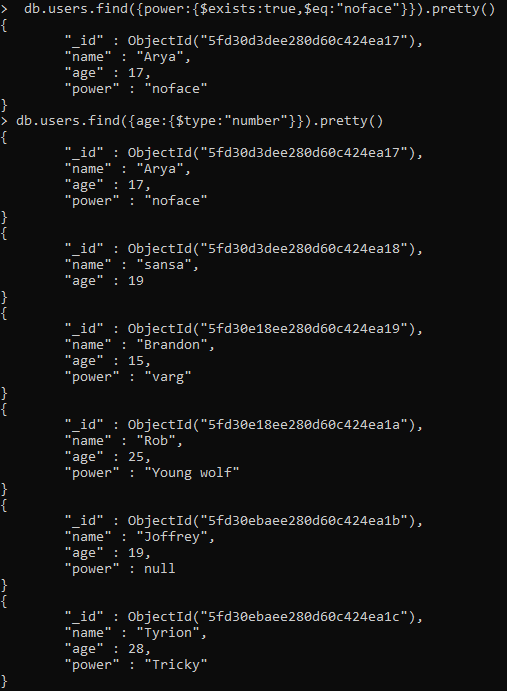 >  db.users.find({power:{$exists:true,$eq:"noface"}}).pretty()
{
        "_id" : ObjectId("5fd30d3dee280d60c424ea17"),
        "name" : "Arya",
        "age" : 17,
        "power" : "noface"
}
> db.users.find({age:{$type:"number"}}).pretty()
{
        "_id" : ObjectId("5fd30d3dee280d60c424ea17"),
        "name" : "Arya",
        "age" : 17,
        "power" : "noface"
}
{
        "_id" : ObjectId("5fd30d3dee280d60c424ea18"),
        "name" : "sansa",
        "age" : 19
}
{
        "_id" : ObjectId("5fd30e18ee280d60c424ea19"),
        "name" : "Brandon",
        "age" : 15,
        "power" : "varg"
}
{
        "_id" : ObjectId("5fd30e18ee280d60c424ea1a"),
        "name" : "Rob",
        "age" : 25,
        "power" : "Young wolf"
}
{
        "_id" : ObjectId("5fd30ebaee280d60c424ea1b"),
        "name" : "Joffrey",
        "age" : 19,
        "power" : null
}
{
        "_id" : ObjectId("5fd30ebaee280d60c424ea1c"),
        "name" : "Tyrion",
        "age" : 28,
        "power" : "Tricky"
}